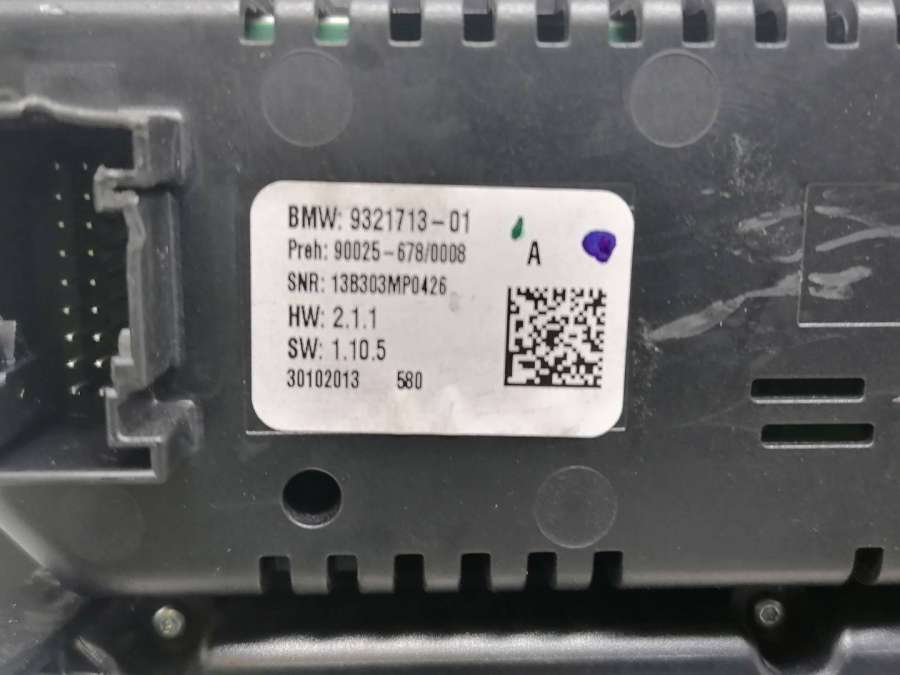 BMW: 9321713-01
Preh: 90025-678/0008
A
SNR: 13B303MP0426
HW: 2.1.1
SW: 1.10.5
30102013 580